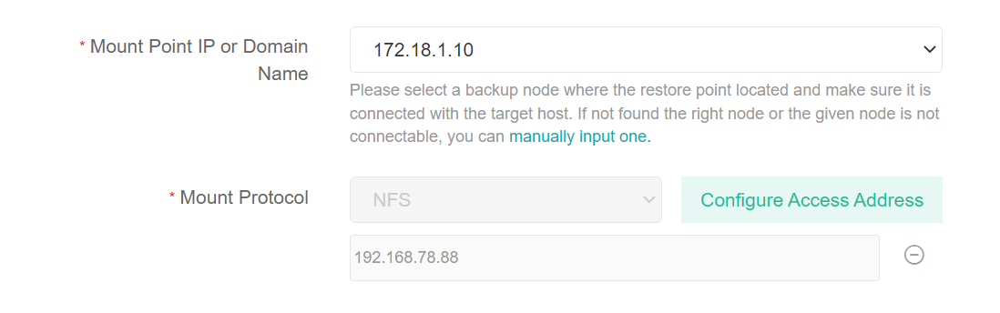 * Mount Point IP or Domain
Name
172.18.1.10
Please select a backup node where the restore point located and make sure it is
connected with the target host. If not found the right node or the given node is not
connectable, you can manually input one.
* Mount Protocol
NFS
Configure Access Address
192.168.78.88